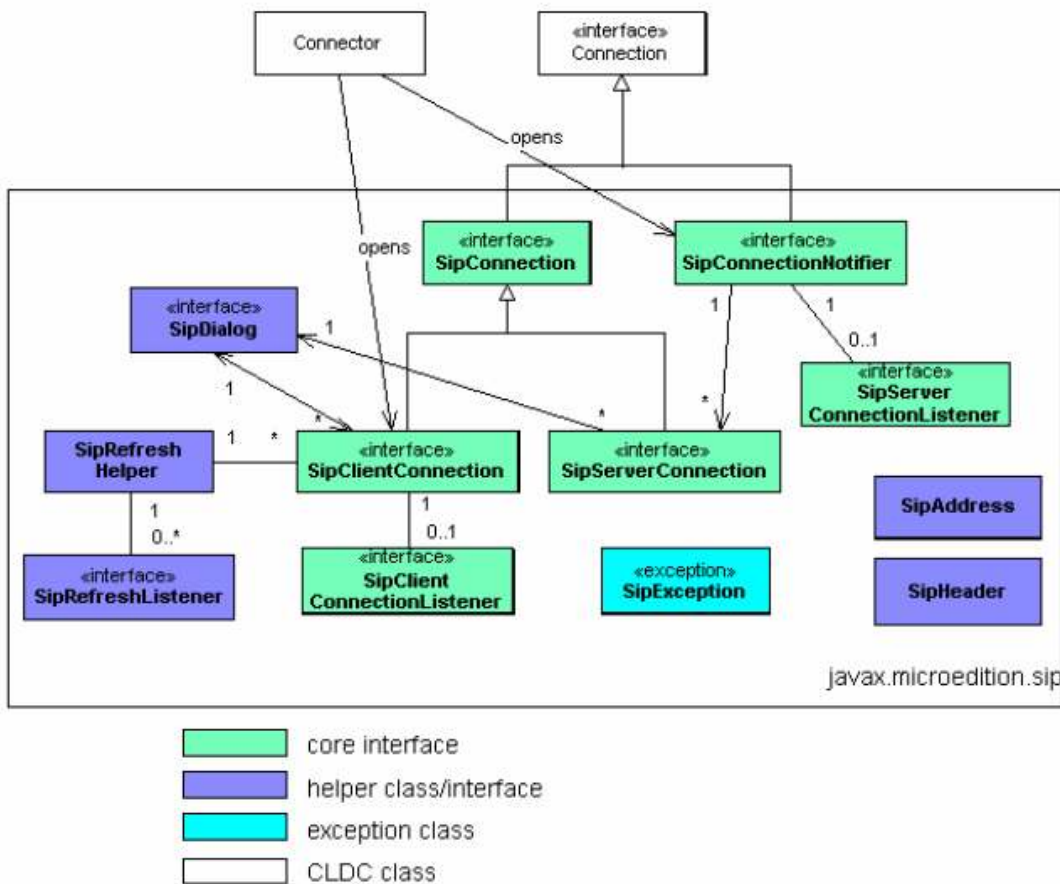 Connector
«interface»
Connection
opens
opens
«interface»
SipConnection
«interface»
SipConnectionNotifier
«interface»
SipDialog
1
1
1
1
0..1
«interface»
SipServer
ConnectionListener
*
*
*
SipRefresh
Helper
1
*
«interface»
SipClientConnection
«interface»
SipServerConnection
1
0..*
1
0..1
«interface»
SipRefreshListener
«interface»
SipClient
ConnectionListener
«exception»
SipException
SipAddress
SipHeader
javax.microedition.sip
core interface
helper class/interface
exception class
CLDC class